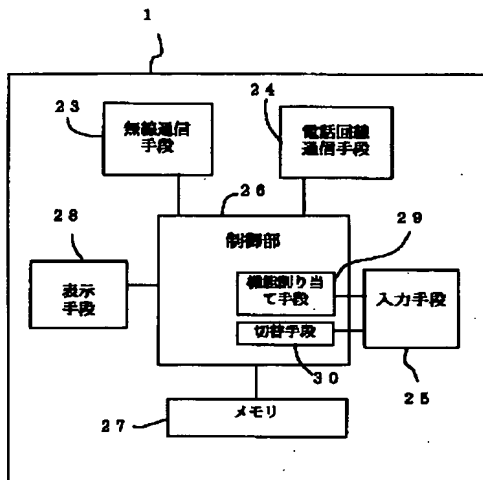 1
23
無線通信
手段
24
電話回線
通信手段
26
制御部
28
表示
手段
29
機能割り当
て手段
切替手段
30
入力手段
25
メモリ
27